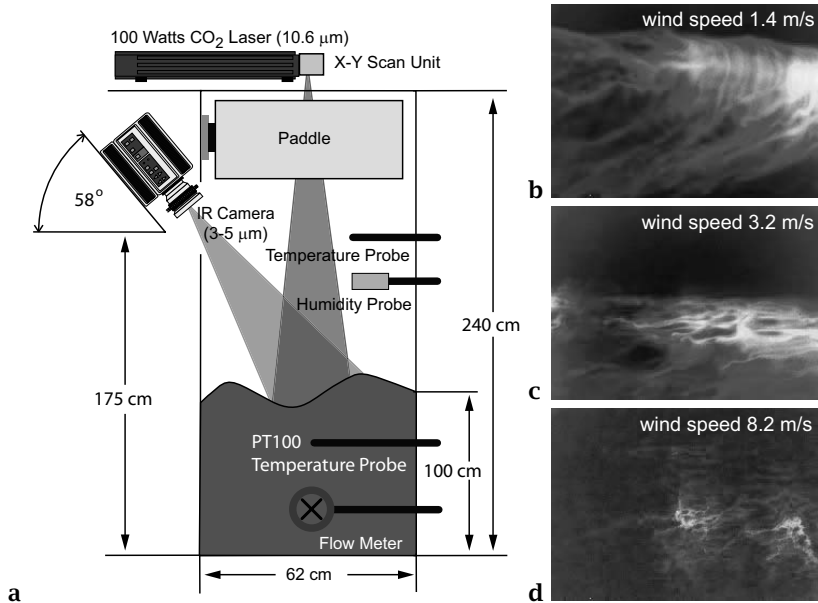 100 Watts CO2 Laser (10.6 μm)
X-Y Scan Unit
Paddle
58°
IR Camera
(3-5 μm)
Temperature Probe
Humidity Probe
240 cm
175 cm
PT100
Temperature Probe
100 cm
Flow Meter
62 cm
a
wind speed 1.4 m/s
b
wind speed 3.2 m/s
c
wind speed 8.2 m/s
d